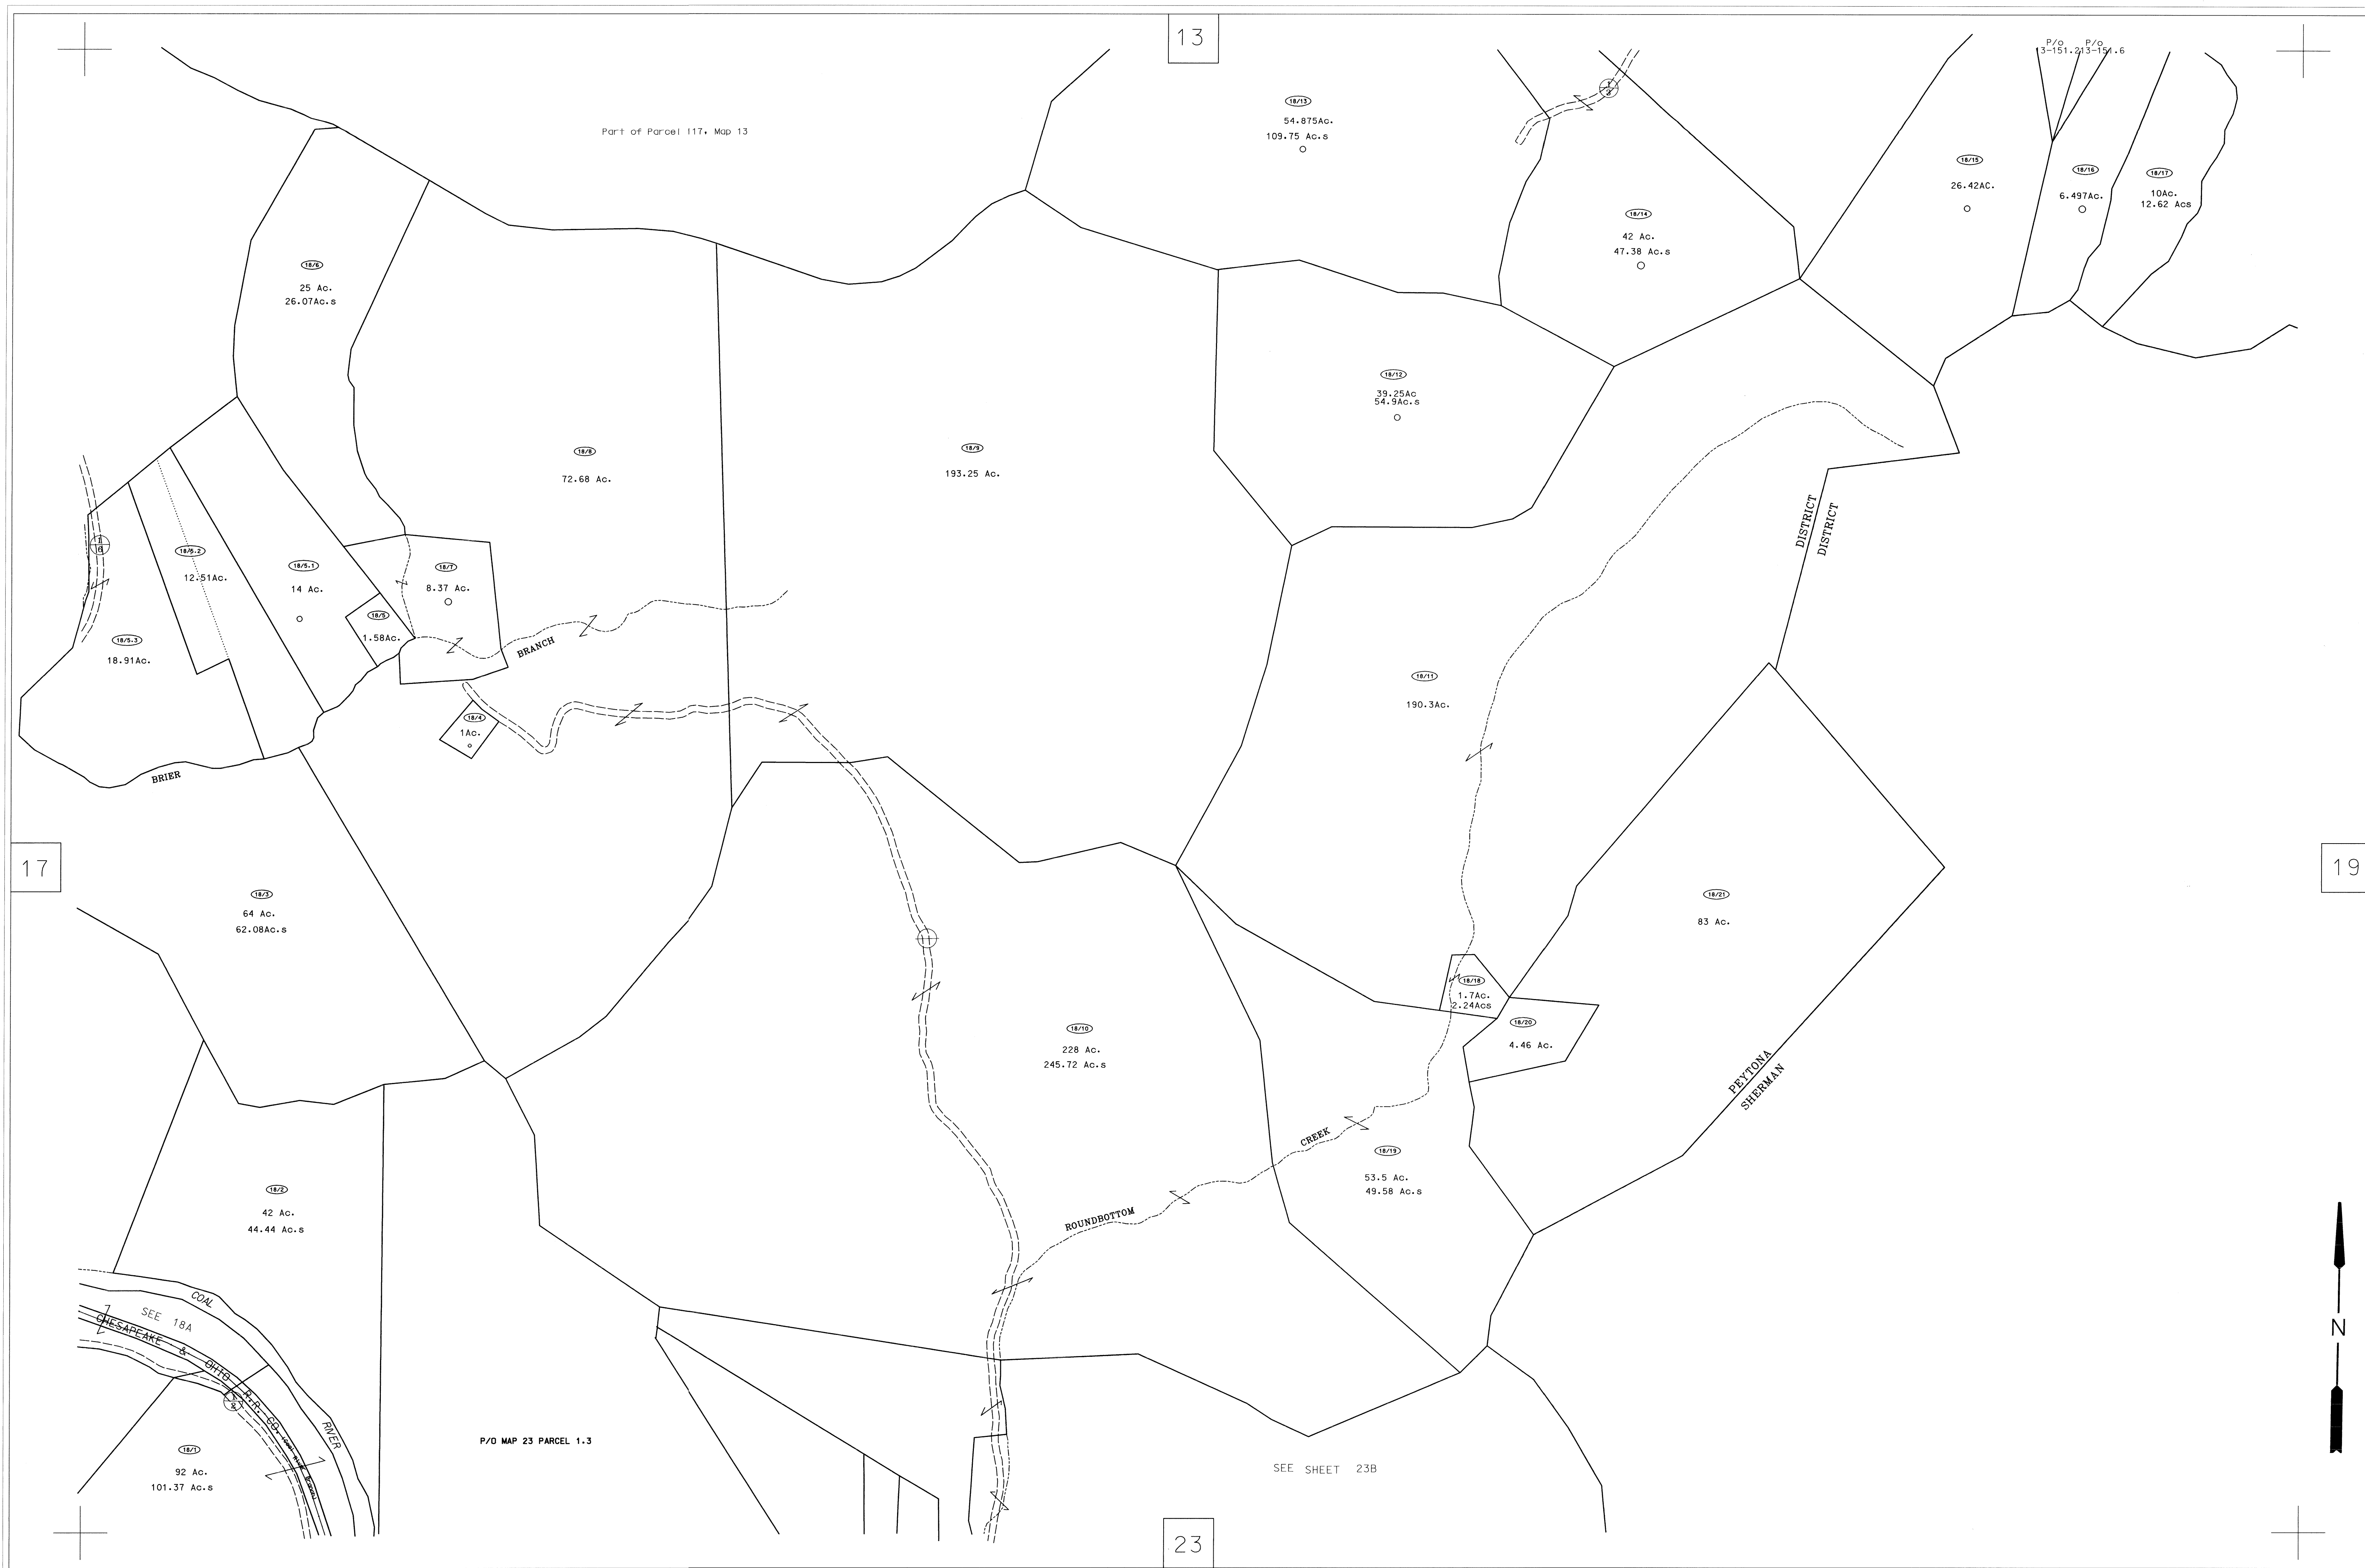 13
P/o P/o
13-151.213-151.6
Part of Parcel 117, Map 13
18/13
54.875Ac.
109.75 Ac.s
1
3
18/15
26.42AC.
18/16
6.497Ac.
18/17
10Ac.
12.62 Acs
18/14
42 Ac.
47.38 Ac.s
18/6
25 Ac.
26.07Ac.s
18/12
39.25Ac
54.9Ac.s
18/8
72.68 Ac.
18/9
193.25 Ac.
DISTRICT
DISTRICT
1
6
18/5.2
12.51Ac.
18/5.1
14 Ac.
18/7
8.37 Ac.
18/5
1.58Ac.
18/5.3
18.91Ac.
BRANCH
18/11
190.3Ac.
18/4
1Ac.
BRIER
17
19
18/3
64 Ac.
62.08Ac.s
18/21
83 Ac.
1
18/18
1.7Ac.
2.24Acs
18/20
4.46 Ac.
18/10
228 Ac.
245.72 Ac.s
PEYTONA
SHERMAN
CREEK
18/19
53.5 Ac.
49.58 Ac.s
18/2
42 Ac.
44.44 Ac.s
ROUNDBOTTOM
COAL
SEE 18A
CHESAPEAKE & OHIO R.R. CO.
RIVER
1
2
N
18/1
92 Ac.
101.37 Ac.s
P/O MAP 23 PARCEL 1.3
SEE SHEET 23B
23